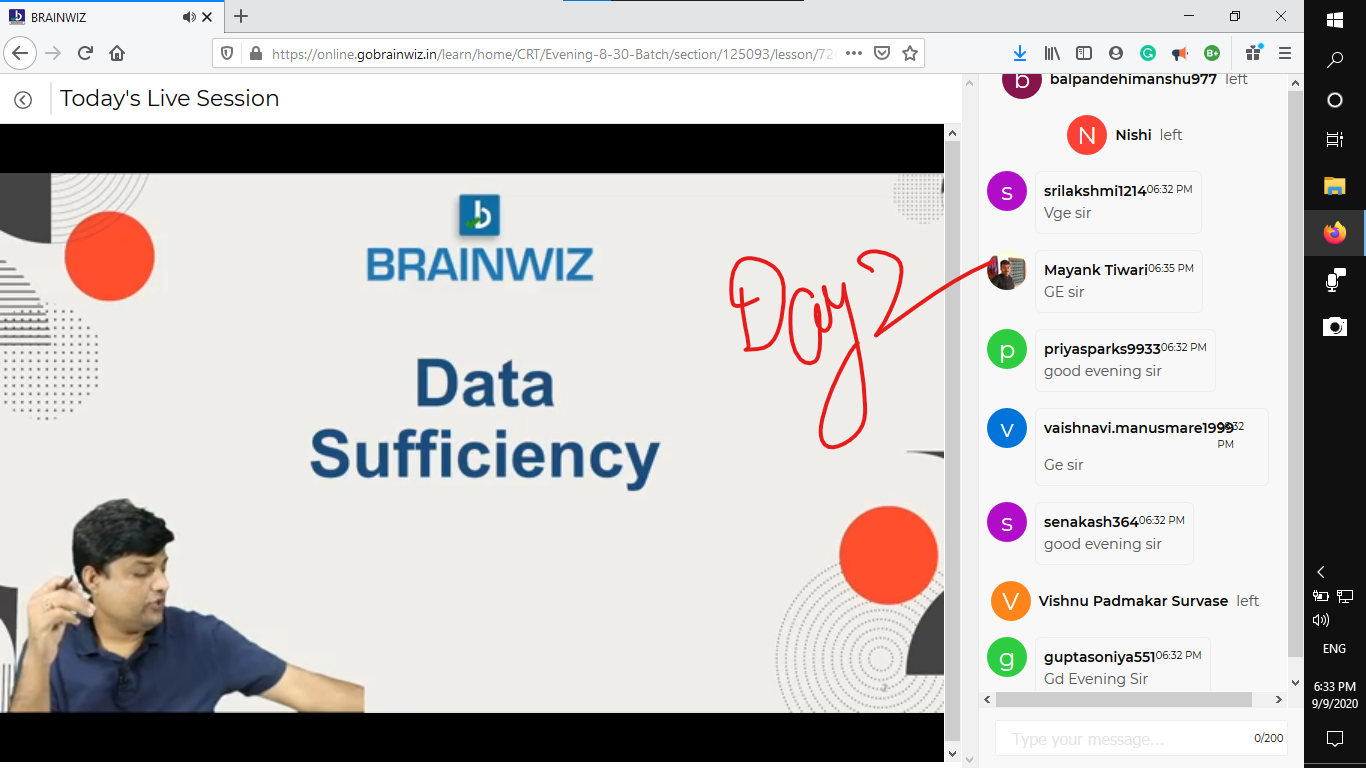 BRAINWIZ
https://online.gobrainwiz.in/learn/home/CRT/Evening-8-30-Batch/section/125093/lesson/726
Today's Live Session
BRAINWIZ
Data
Sufficiency
Day 2
2
balpandehimanshu977 left
N Nishi left
s srilakshmi1214 06:32 PM
Vge sir
Mayank Tiwari 06:35 PM
GE sir
p priyasparks9933 06:32 PM
good evening sir
v vaishnavi.manusmare1999 06:32
PM
Ge sir
s senakash364 06:32 PM
good evening sir
V Vishnu Padmakar Survase left
g guptasoniya551 06:32 PM
Gd Evening Sir
Type your message... 0/200
ENG
6:33 PM
9/9/2020